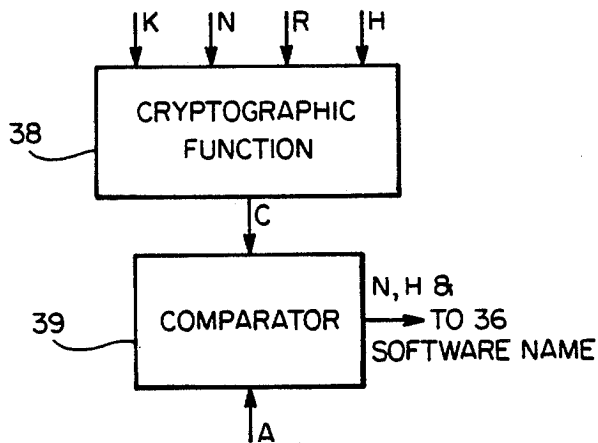 K N R H
CRYPTOGRAPHIC
FUNCTION
38
C
N, H &
TO 36
SOFTWARE NAME
COMPARATOR
39
A